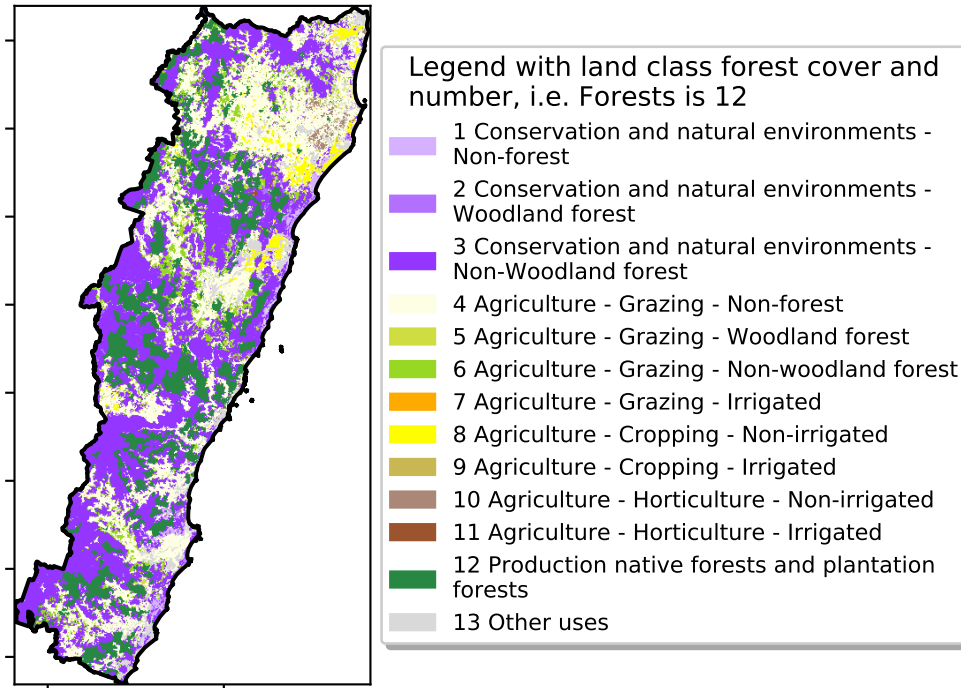 Legend with land class forest cover and
number, i.e. Forests is 12
1 Conservation and natural environments -
Non-forest
2 Conservation and natural environments -
Woodland forest
3 Conservation and natural environments -
Non-Woodland forest
4 Agriculture - Grazing - Non-forest
5 Agriculture - Grazing - Woodland forest
6 Agriculture - Grazing - Non-woodland forest
7 Agriculture - Grazing - Irrigated
8 Agriculture - Cropping - Non-irrigated
9 Agriculture - Cropping - Irrigated
10 Agriculture - Horticulture - Non-irrigated
11 Agriculture - Horticulture - Irrigated
12 Production native forests and plantation
forests
13 Other uses